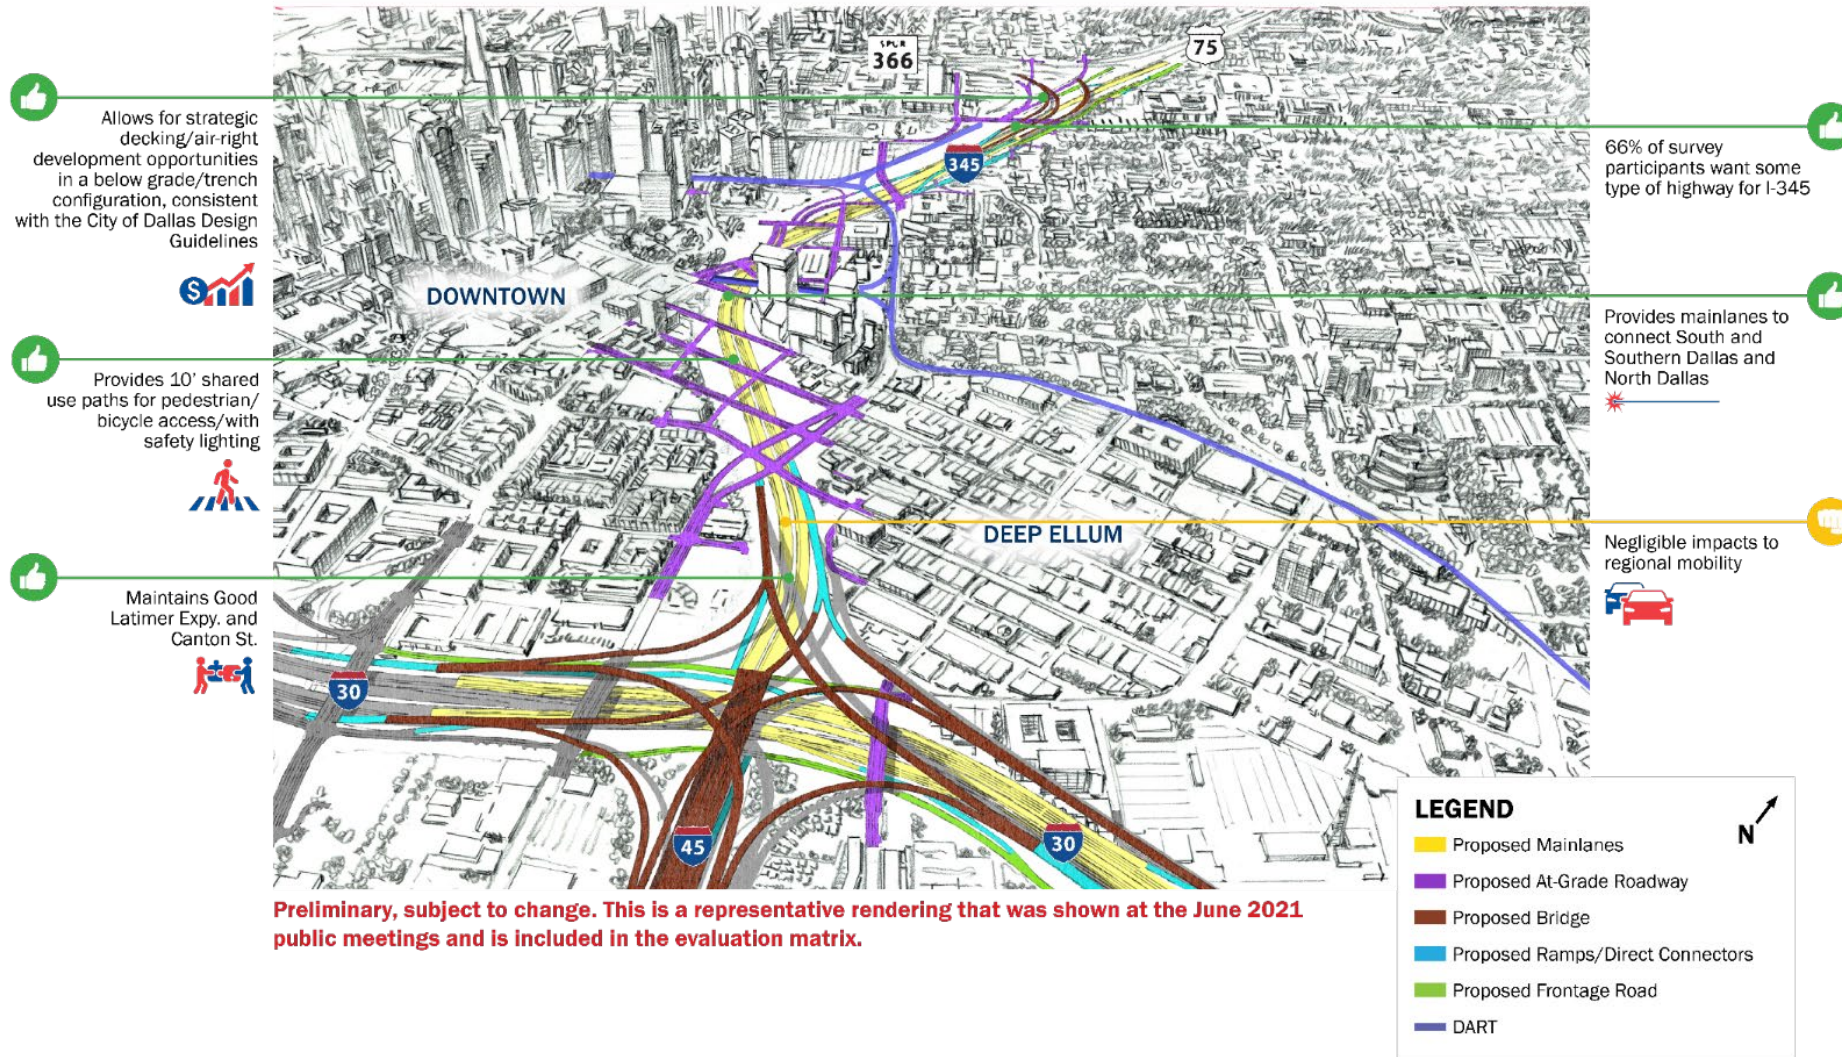 SPUR
366
75
Allows for strategic
decking/air-right
development opportunities
in a below grade/trench
configuration, consistent
with the City of Dallas Design
Guidelines
$
345
66% of survey
participants want some
type of highway for I-345
DOWNTOWN
Provides mainlanes to
connect South and
Southern Dallas and
North Dallas
Provides 10’ shared
use paths for pedestrian/
bicycle access/with
safety lighting
DEEP ELLUM
Negligible impacts to
regional mobility
Maintains Good
Latimer Expy. and
Canton St.
30
45
30
LEGEND
N
Proposed Mainlanes
Proposed At-Grade Roadway
Proposed Bridge
Proposed Ramps/Direct Connectors
Proposed Frontage Road
DART
Preliminary, subject to change. This is a representative rendering that was shown at the June 2021
public meetings and is included in the evaluation matrix.